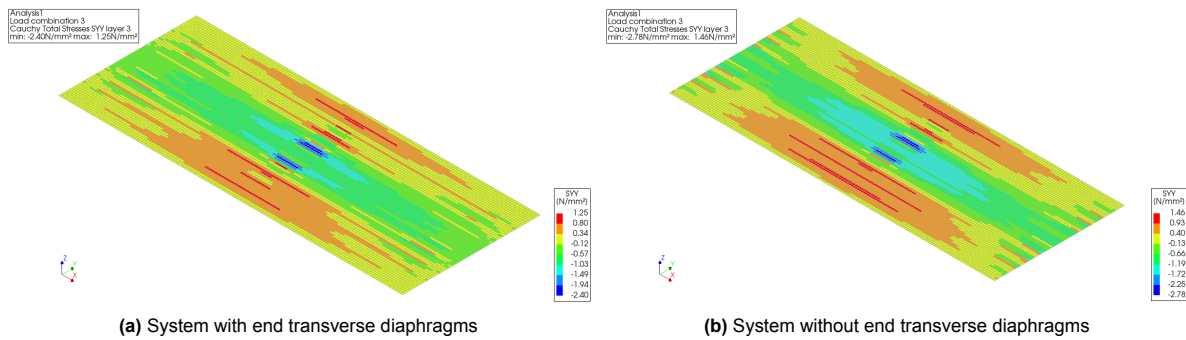 Analysis1
Load combination 3
Cauchy Total Stresses SYY layer 3
min: -2.40N/mm² max: 1.25N/mm²
SYY
(N/mm²)
1.25
0.80
0.34
-0.12
-0.57
-1.03
-1.49
-1.94
-2.40
Z
Y
X
(a) System with end transverse diaphragms
Analysis1
Load combination 3
Cauchy Total Stresses SYY layer 3
min: -2.78N/mm² max: 1.46N/mm²
SYY
(N/mm²)
1.46
0.93
0.40
-0.13
-0.66
-1.19
-1.72
-2.25
-2.78
Z
Y
X
(b) System without end transverse diaphragms